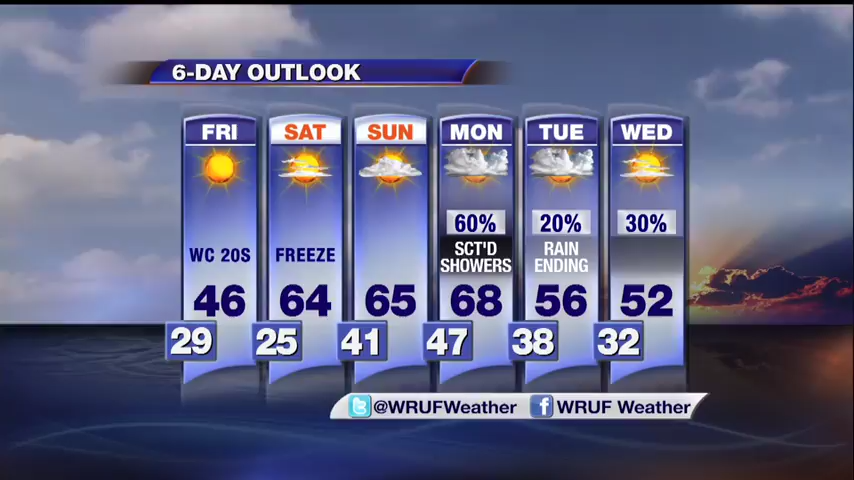 6-DAY OUTLOOK
FRI SAT SUN MON TUE WED
60% 20% 30%
WC 20S FREEZE SCT'D SHOWERS RAIN ENDING
46 64 65 68 56 52
29 25 41 47 38 32
@WRUFWeather WRUF Weather